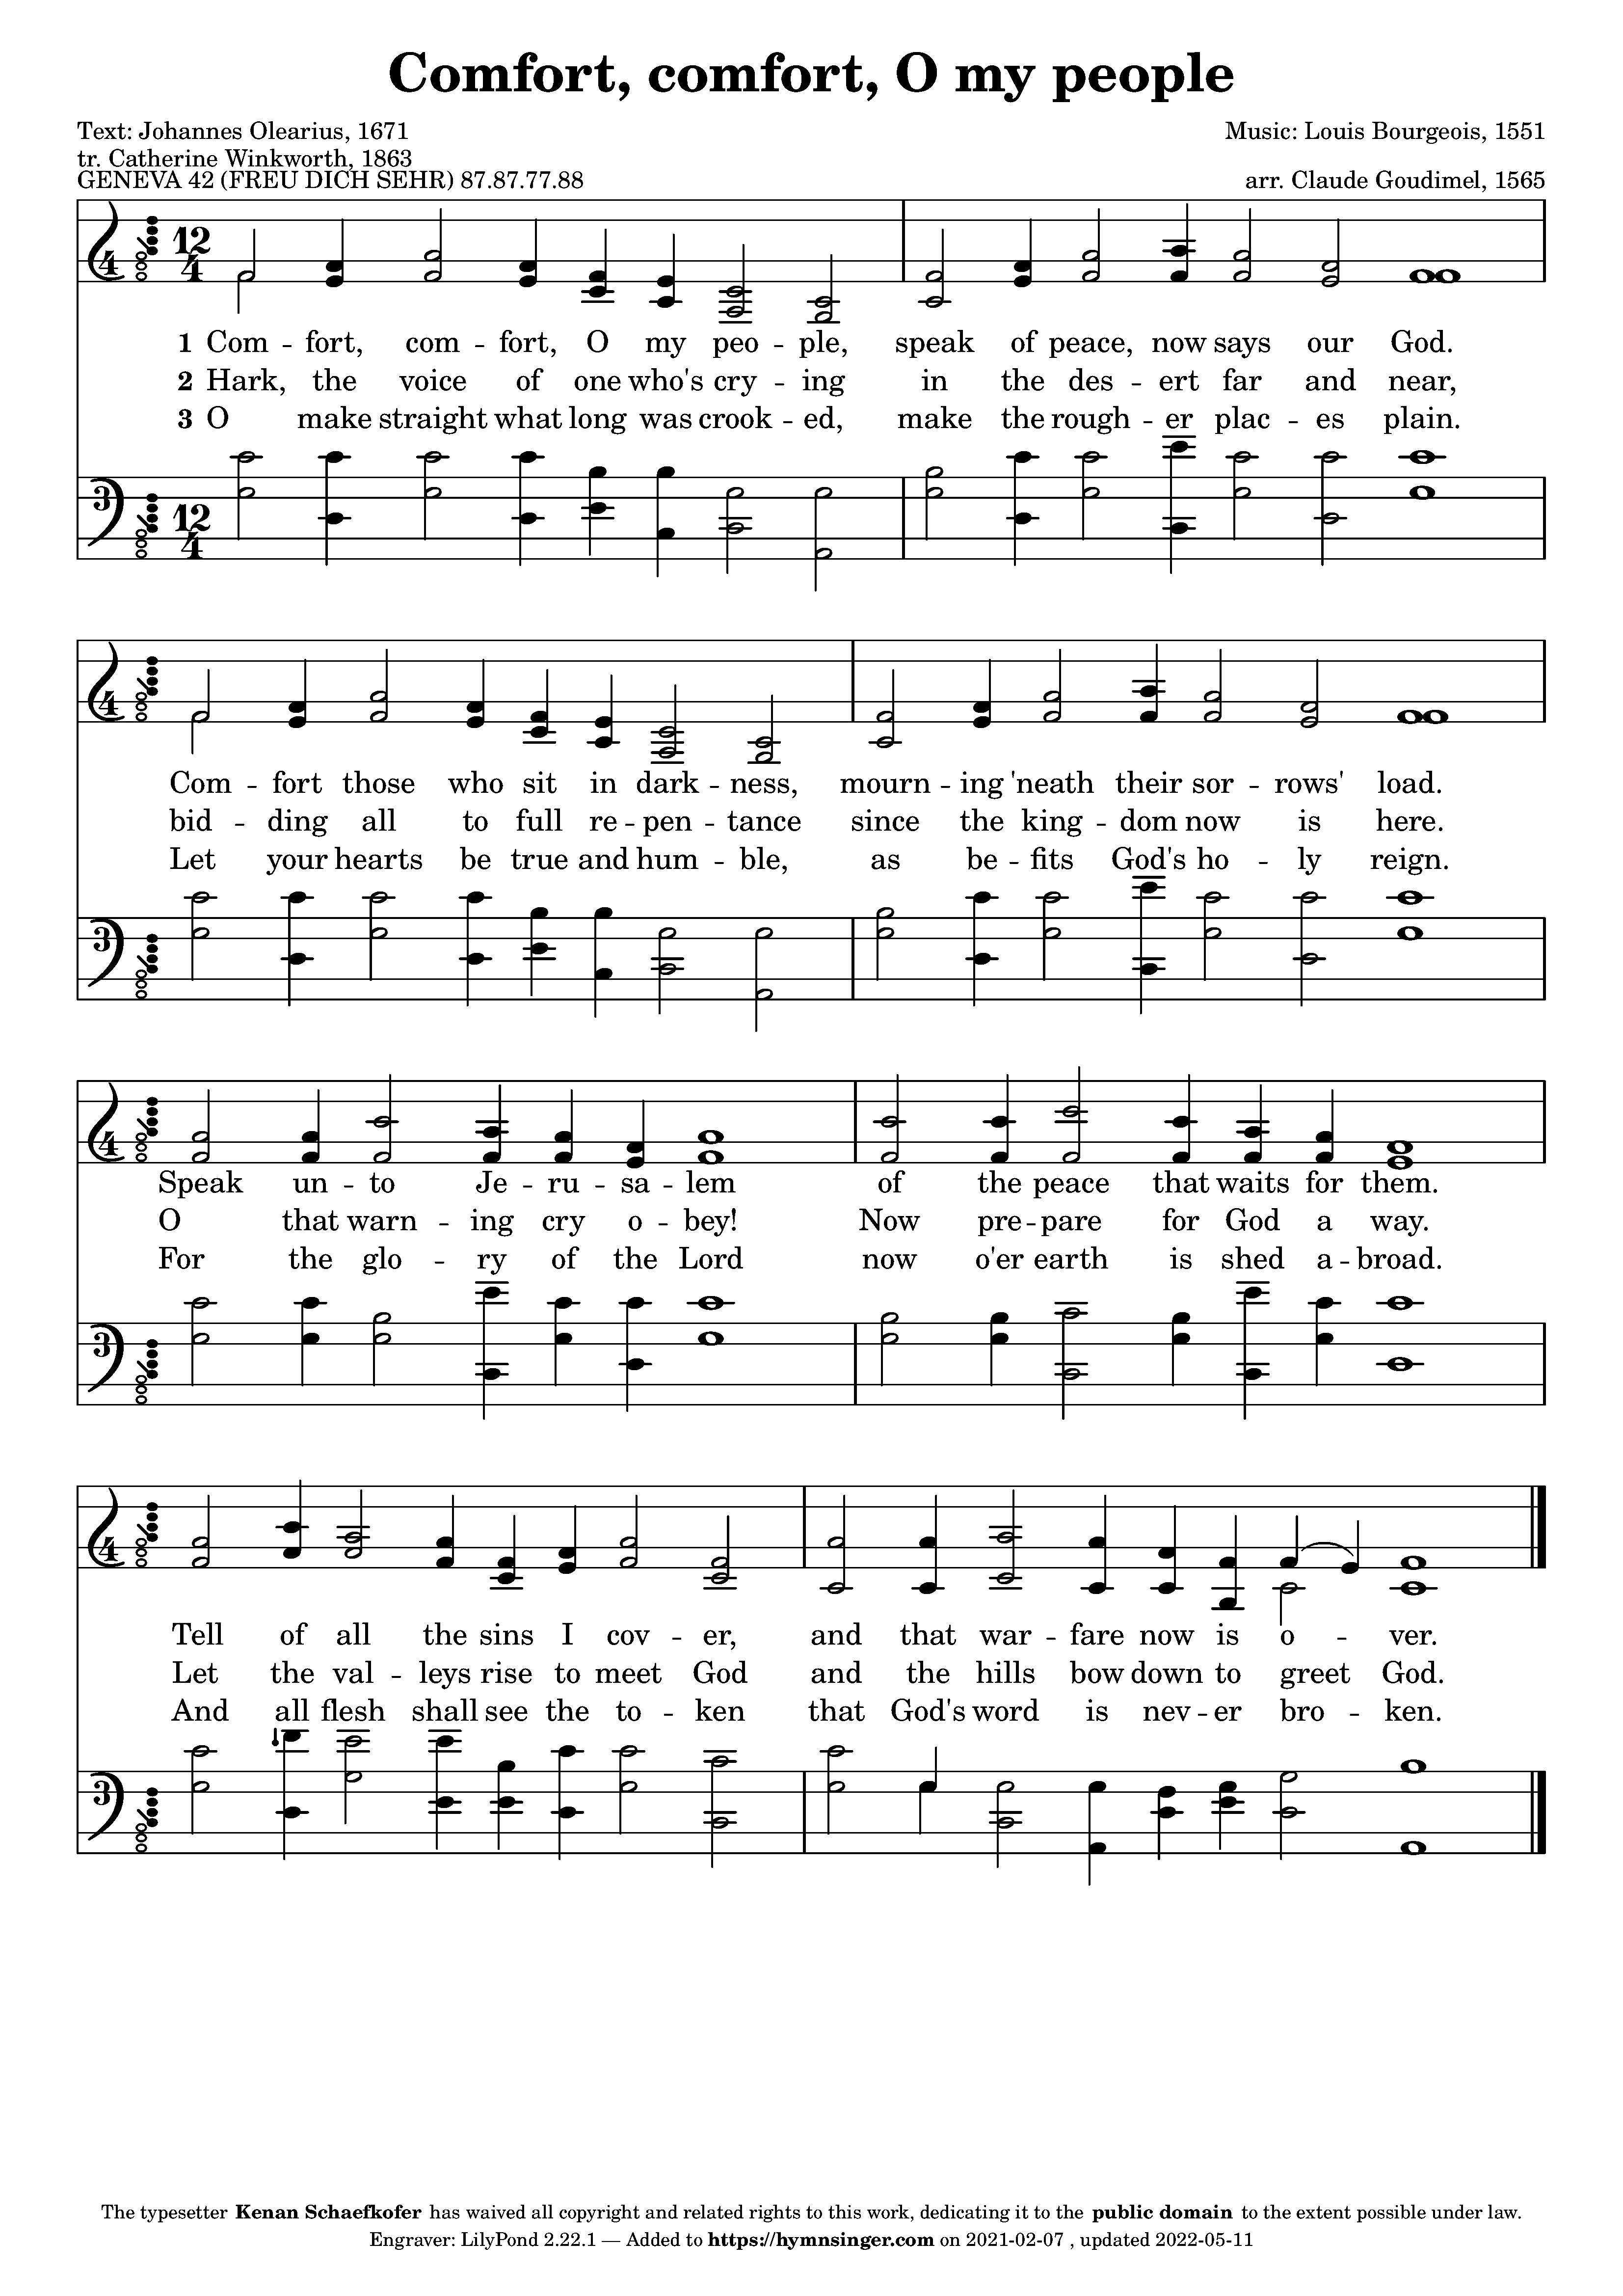 Comfort, comfort, O my people
Text: Johannes Olearius, 1671
Music: Louis Bourgeois, 1551
tr. Catherine Winkworth, 1863
GENEVA 42 (FREU DICH SEHR) 87.87.77.88
arr. Claude Goudimel, 1565
12
4
1 Com -- fort, com -- fort, O my peo -- ple, speak of peace, now says our God.
2 Hark, the voice of one who's cry -- ing in the des -- ert far and near,
3 O make straight what long was crook -- ed, make the rough -- er plac -- es plain.
12
4
Com -- fort those who sit in dark -- ness, mourn -- ing 'neath their sor -- rows' load.
bid -- ding all to full re -- pen -- tance since the king -- dom now is here.
Let your hearts be true and hum -- ble, as be -- fits God's ho -- ly reign.
Speak un -- to Je -- ru -- sa -- lem of the peace that waits for them.
O that warn -- ing cry o -- bey! Now pre -- pare for God a way.
For the glo -- ry of the Lord now o'er earth is shed a -- broad.
Tell of all the sins I cov -- er, and that war -- fare now is o -- ver.
Let the val -- leys rise to meet God and the hills bow down to greet God.
And all flesh shall see the to -- ken that God's word is nev -- er bro -- ken.
The typesetter Kenan Schaefkofer has waived all copyright and related rights to this work, dedicating it to the public domain to the extent possible under law.
Engraver: LilyPond 2.22.1 — Added to https://hymnsinger.com on 2021-02-07 , updated 2022-05-11